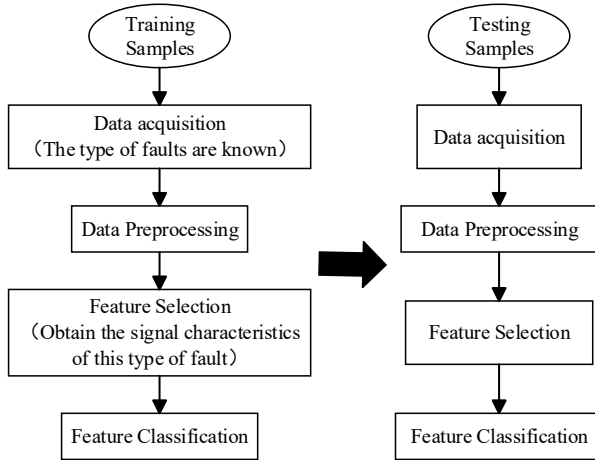 Training
Samples
Data acquisition
（The type of faults are known）
Data Preprocessing
Feature Selection
（Obtain the signal characteristics
of this type of fault）
Feature Classification
Testing
Samples
Data acquisition
Data Preprocessing
Feature Selection
Feature Classification